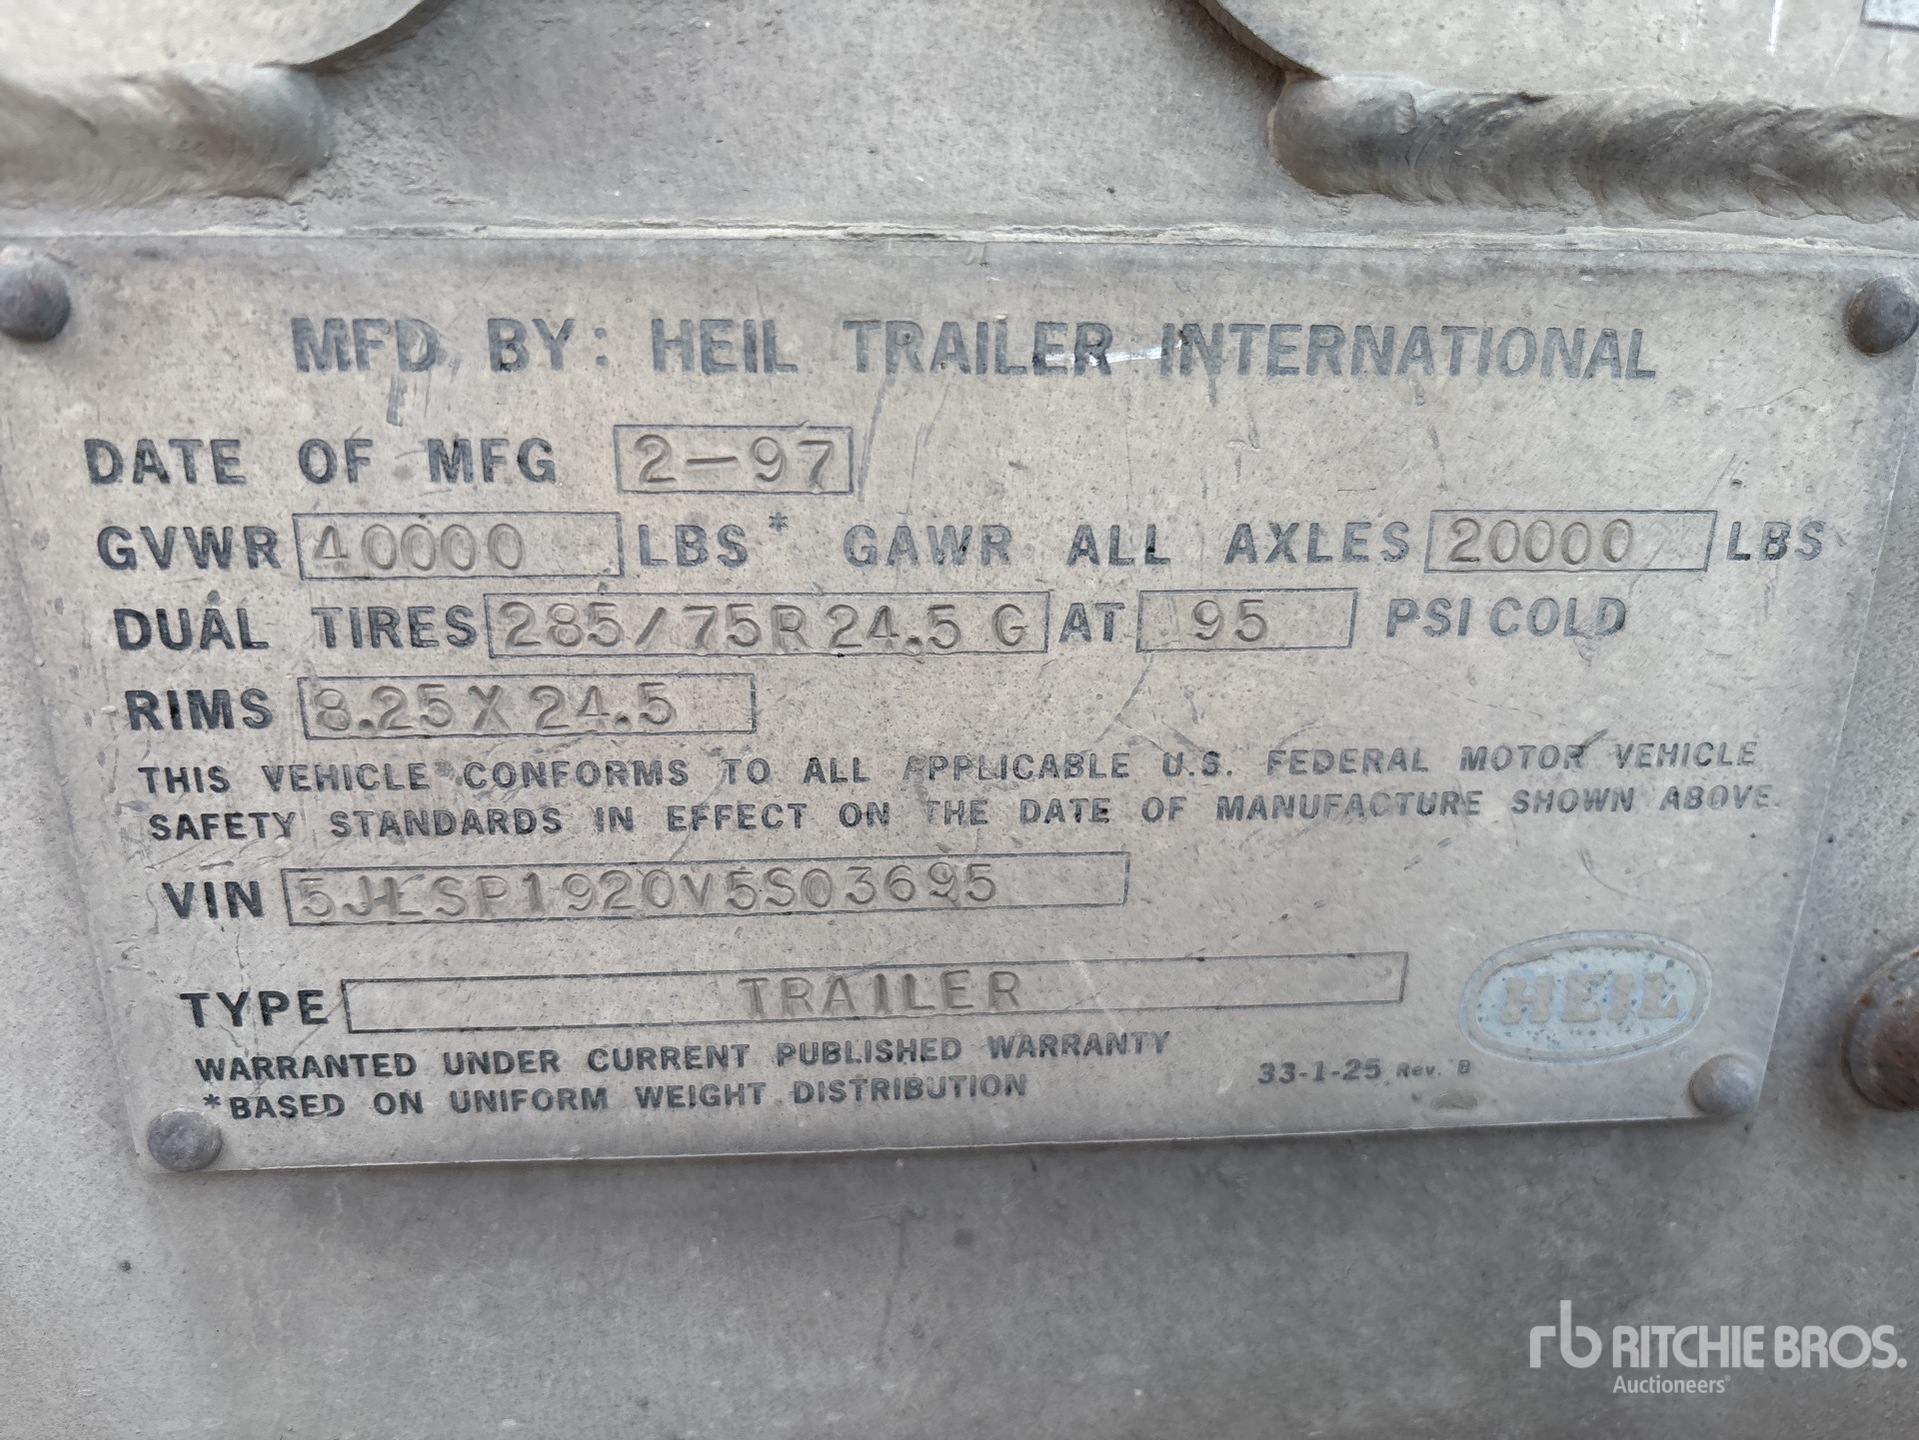 MFD BY: HEIL TRAILER INTERNATIONAL
DATE OF MFG 2-97
GVWR 40000 LBS* GAWR ALL AXLES 20000 LBS
DUAL TIRES 285/75R24.5 G AT 95 PSI COLD
RIMS 8.25X24.5
THIS VEHICLE CONFORMS TO ALL APPLICABLE U.S. FEDERAL MOTOR VEHICLE
SAFETY STANDARDS IN EFFECT ON THE DATE OF MANUFACTURE SHOWN ABOVE.
VIN 5JLSP1920V5S03695
TYPE TRAILER
HEIL
WARRANTED UNDER CURRENT PUBLISHED WARRANTY
*BASED ON UNIFORM WEIGHT DISTRIBUTION
33-1-25 Rev. B
rb RITCHIE BROS.
Auctioneers